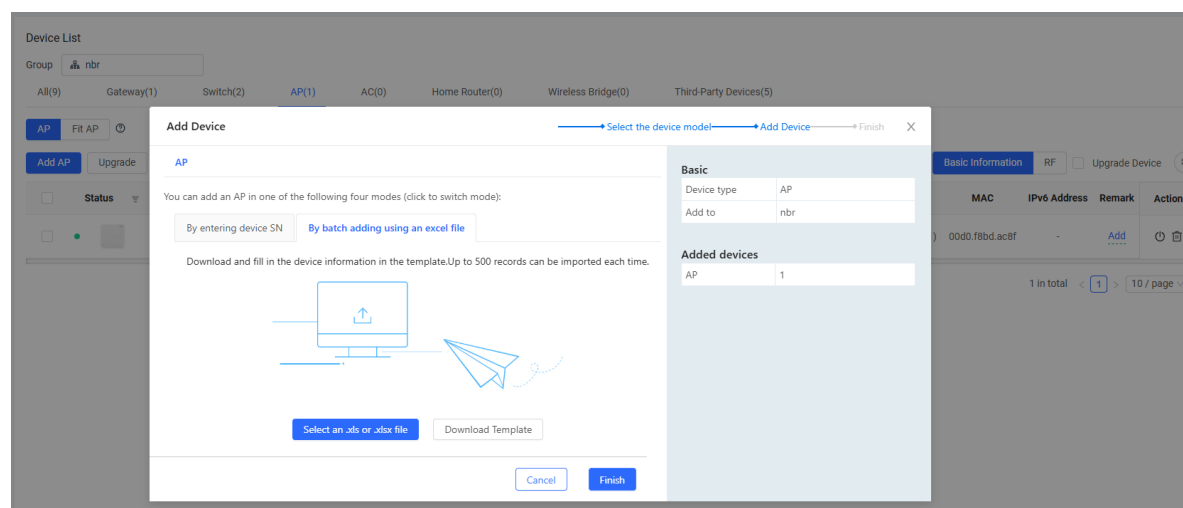 Device List
Group nbr
All(9) Gateway(1) Switch(2) AP(1) AC(0) Home Router(0) Wireless Bridge(0) Third-Party Devices(5)
AP Fit AP
Add Device Select the device model Add Device Finish
Add AP Upgrade Basic Information RF Upgrade Device
AP
You can add an AP in one of the following four modes (click to switch mode):
By entering device SN By batch adding using an excel file
Download and fill in the device information in the template.Up to 500 records can be imported each time.
Select an .xls or .xlsx file Download Template
Cancel Finish
Basic
Device type AP
Add to nbr
Added devices
AP 1
Status MAC IPv6 Address Remark Action
) 00d0.f8bd.ac8f - Add
1 in total < 1 > 10 / page